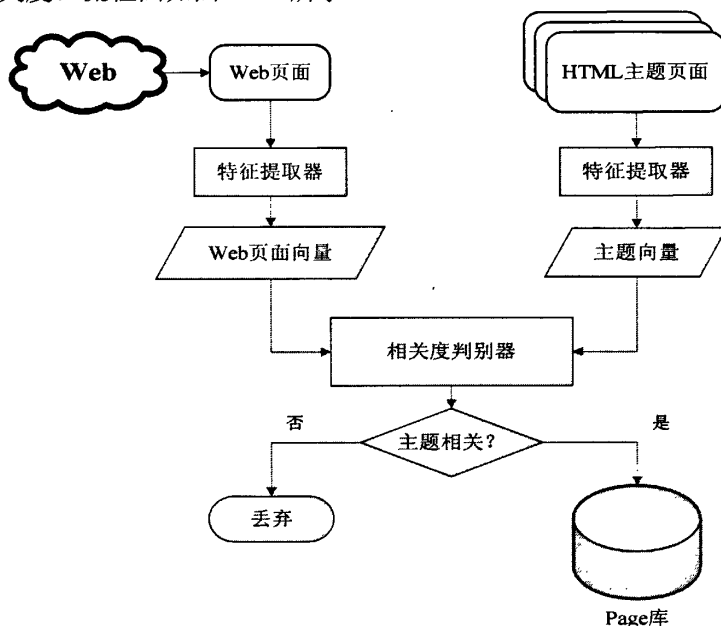 Web
Web页面
HTML主题页面
特征提取器
特征提取器
Web页面向量
主题向量
相关度判别器
否
主题相关?
是
丢弃
Page库